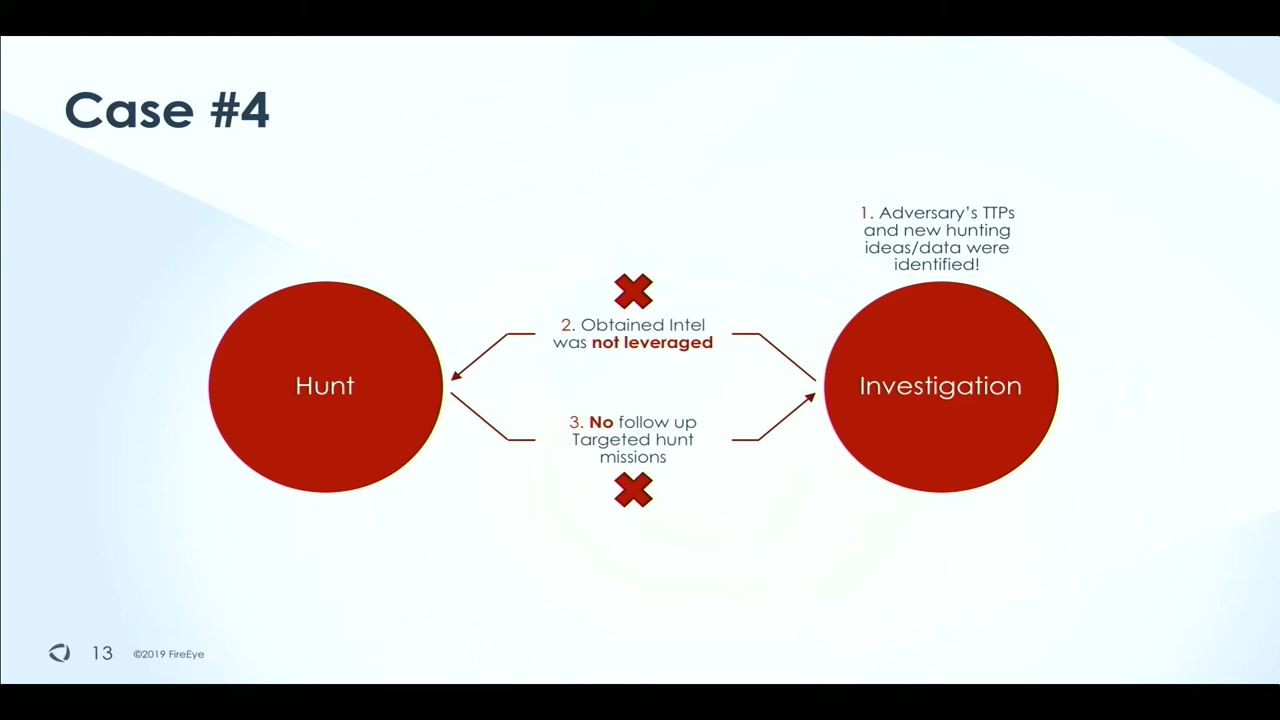 Case #4
1. Adversary's TTPs
and new hunting
ideas/data were
identified!
2. Obtained Intel
was not leveraged
Hunt
Investigation
3. No follow up
Targeted hunt
missions
13
©2019 FireEye